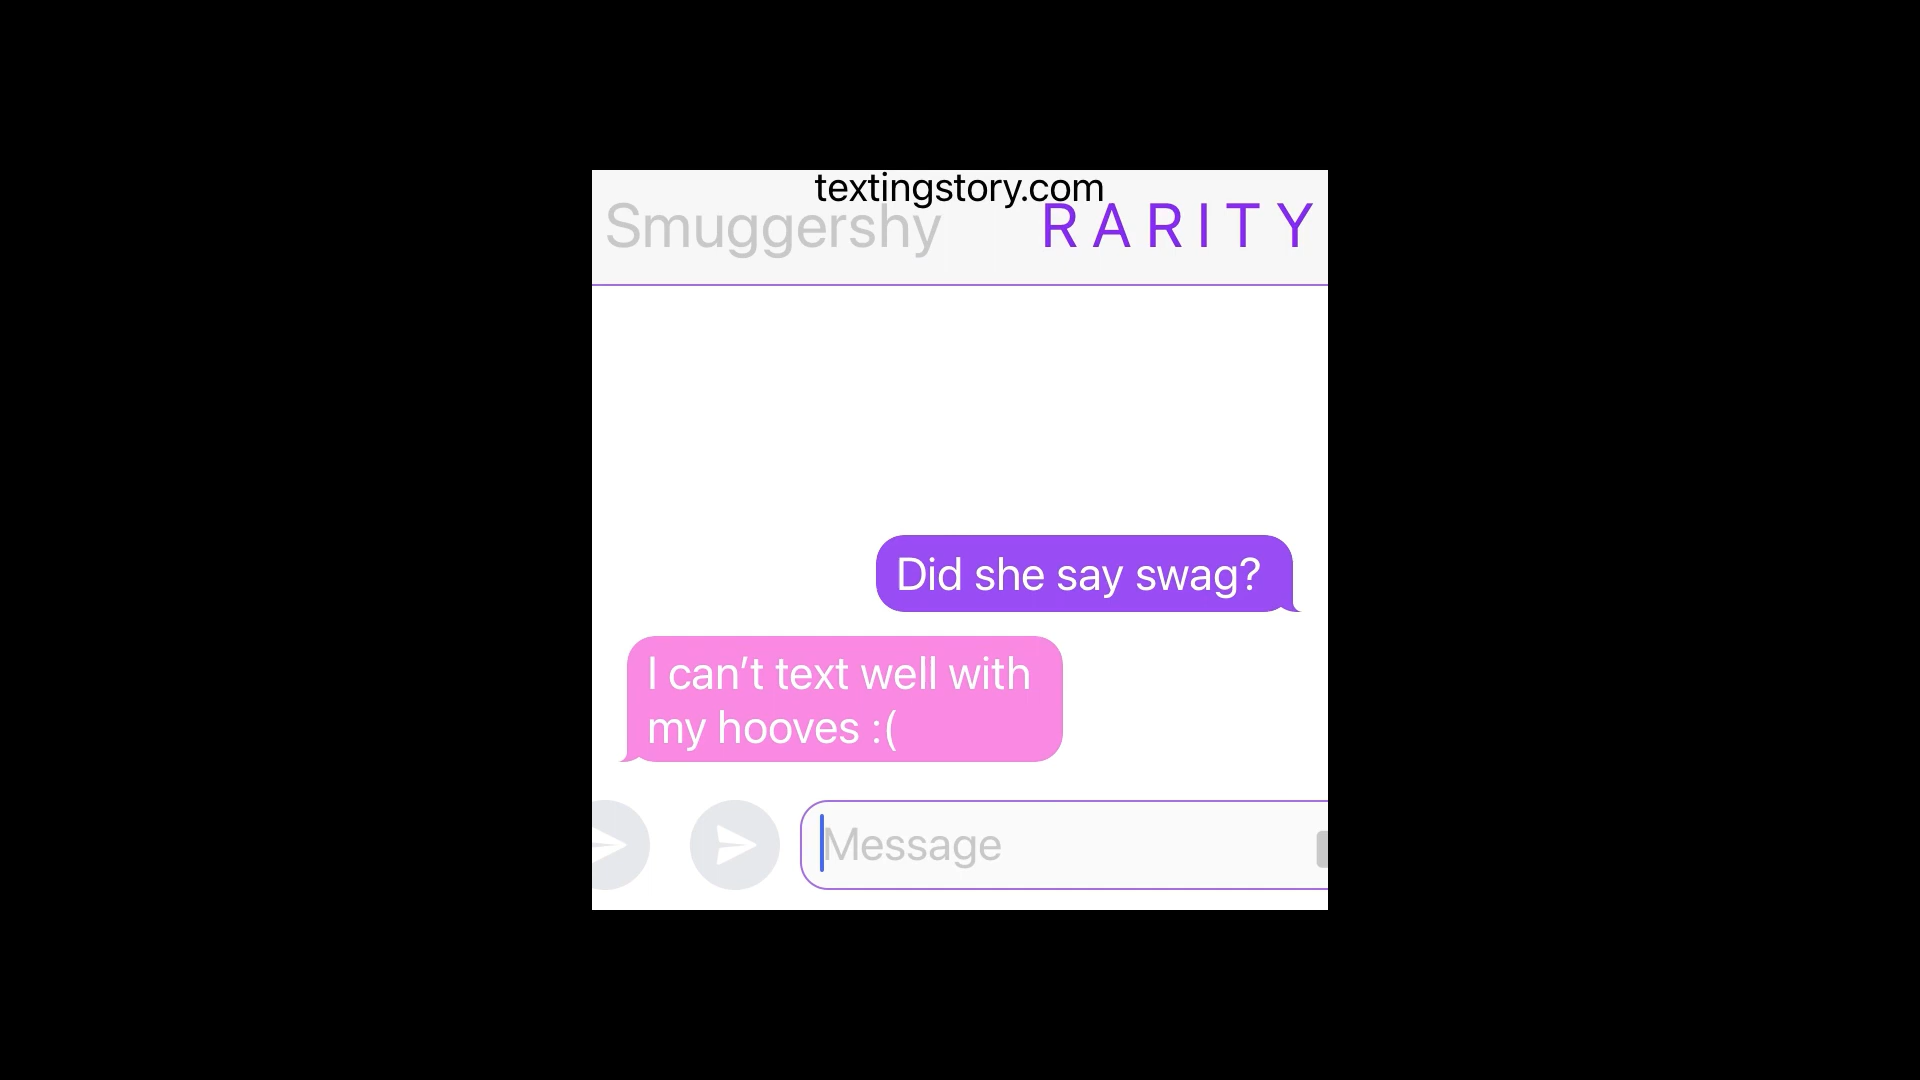 textingstory.com
Smuggershy RARITY
Did she say swag?
I can’t text well with
my hooves :(
Message